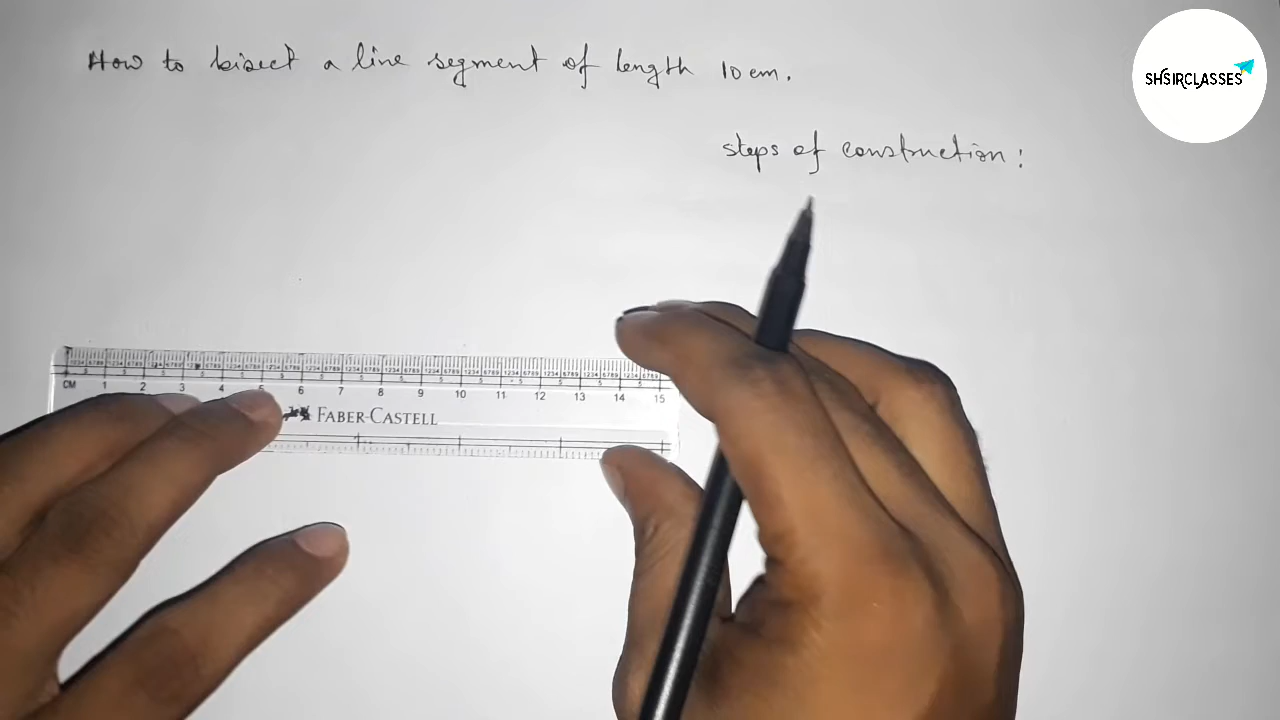 How to bisect a line segment of length 10 cm.
SHSIRCLASSES
steps of construction:
CM 1 2 3 4 5 6 7 8 9 10 11 12 13 14 15
FABER-CASTELL